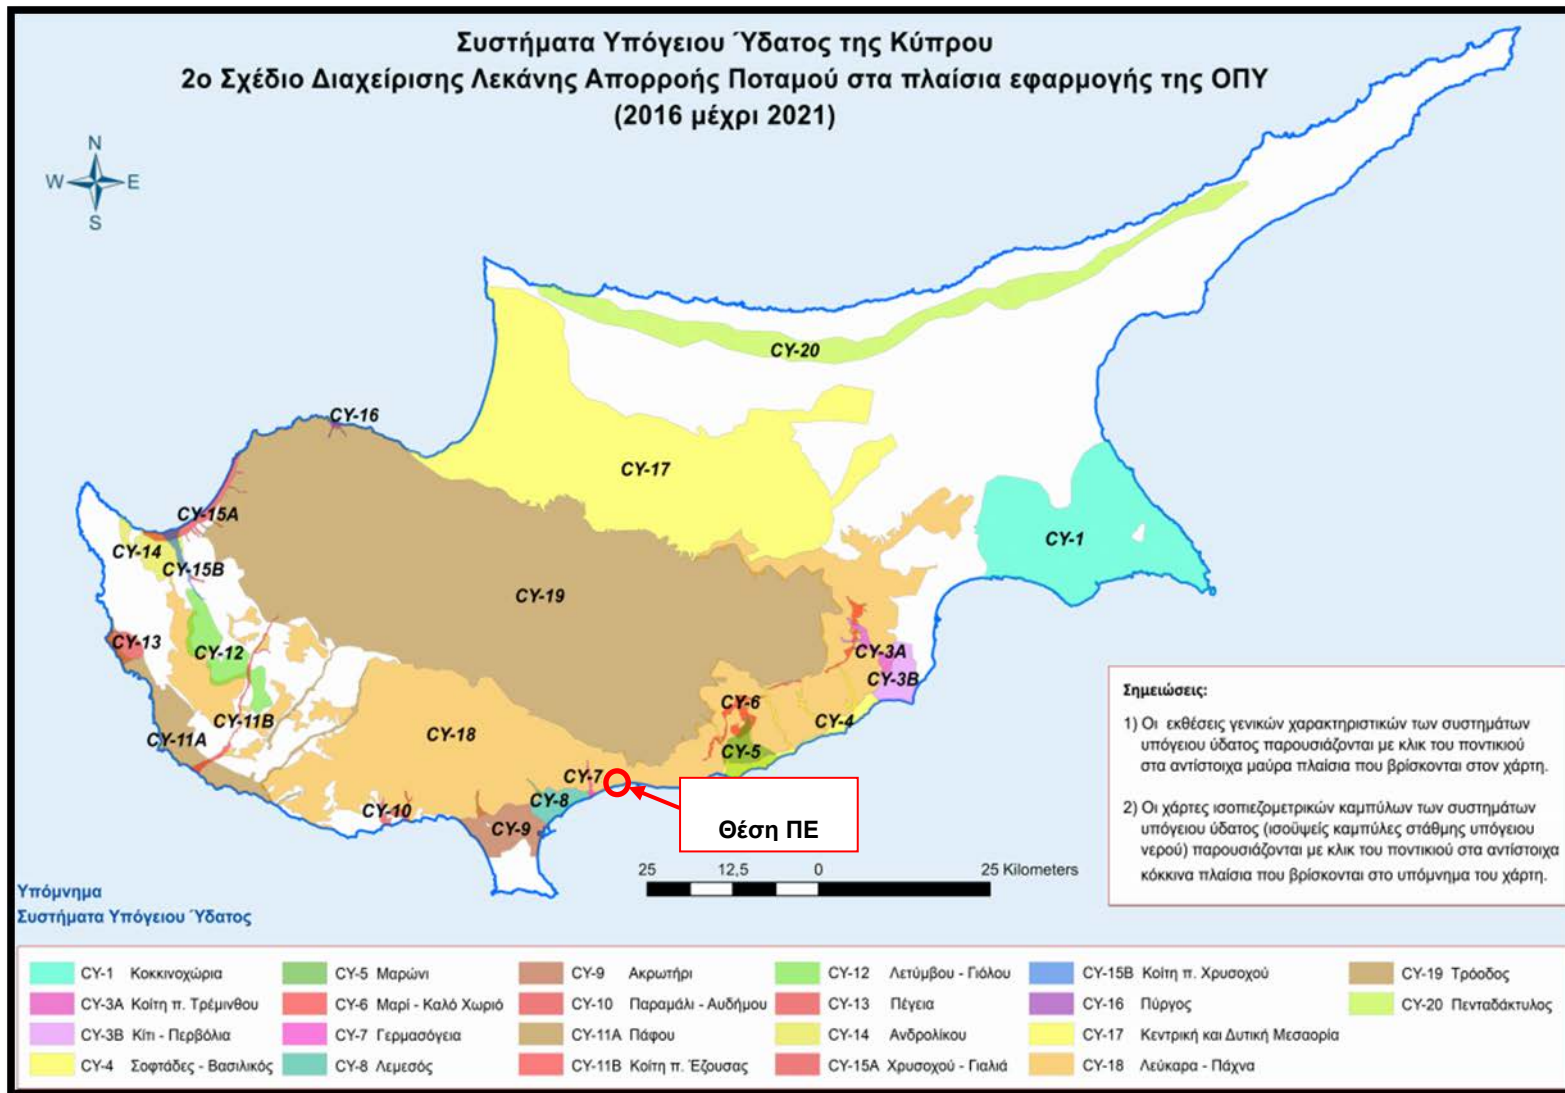 Συστήματα Υπόγειου Ύδατος της Κύπρου
2ο Σχέδιο Διαχείρισης Λεκάνης Απορροής Ποταμού στα πλαίσια εφαρμογής της ΟΠΥ
(2016 μέχρι 2021)
N
W E
S
CY-20
CY-16
CY-17
CY-15A
CY-14
CY-15B
CY-1
CY-19
CY-13
CY-12
CY-3A
CY-3B
CY-6
CY-4
CY-11B
CY-11A
CY-18
CY-5
CY-7
CY-8
CY-10
CY-9
Θέση ΠΕ
25 12,5 0 25 Kilometers
Σημειώσεις:
1) Οι εκθέσεις γενικών χαρακτηριστικών των συστημάτων
υπόγειου ύδατος παρουσιάζονται με κλικ του ποντικιού
στα αντίστοιχα μαύρα πλαίσια που βρίσκονται στον χάρτη.
2) Οι χάρτες ισοπιεζομετρικών καμπύλων των συστημάτων
υπόγειου ύδατος (ισοϋψείς καμπύλες στάθμης υπόγειου
νερού) παρουσιάζονται με κλικ του ποντικιού στα αντίστοιχα
κόκκινα πλαίσια που βρίσκονται στο υπόμνημα του χάρτη.
Υπόμνημα
Συστήματα Υπόγειου Ύδατος
CY-1 Κοκκινοχώρια
CY-3A Κοίτη π. Τρέμινθου
CY-3B Κίτι - Περβόλια
CY-4 Σοφτάδες - Βασιλικός
CY-5 Μαρώνι
CY-6 Μαρί - Καλό Χωριό
CY-7 Γερμασόγεια
CY-8 Λεμεσός
CY-9 Ακρωτήρι
CY-10 Παραμάλι - Αυδήμου
CY-11A Πάφου
CY-11B Κοίτη π. Έζουσας
CY-12 Λετύμβου - Γιόλου
CY-13 Πέγεια
CY-14 Ανδρολίκου
CY-15A Χρυσοχού - Γιαλιά
CY-15B Κοίτη π. Χρυσοχού
CY-16 Πύργος
CY-17 Κεντρική και Δυτική Μεσαορία
CY-18 Λεύκαρα - Πάχνα
CY-19 Τρόοδος
CY-20 Πενταδάκτυλος